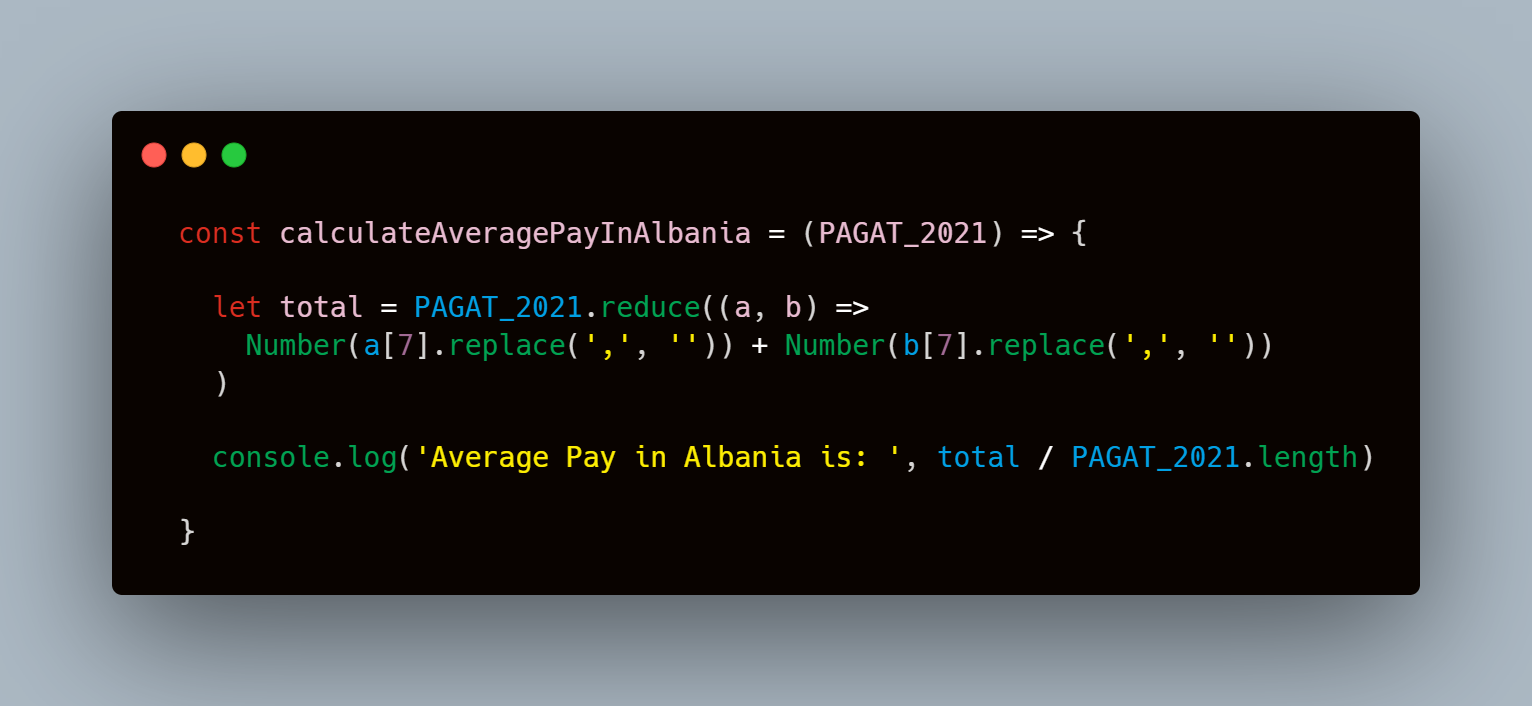 const calculateAveragePayInAlbania = (PAGAT_2021) => {
let total = PAGAT_2021.reduce((a, b) =>
Number(a[7].replace(',', '')) + Number(b[7].replace(',', ''))
)
console.log('Average Pay in Albania is: ', total / PAGAT_2021.length)
}